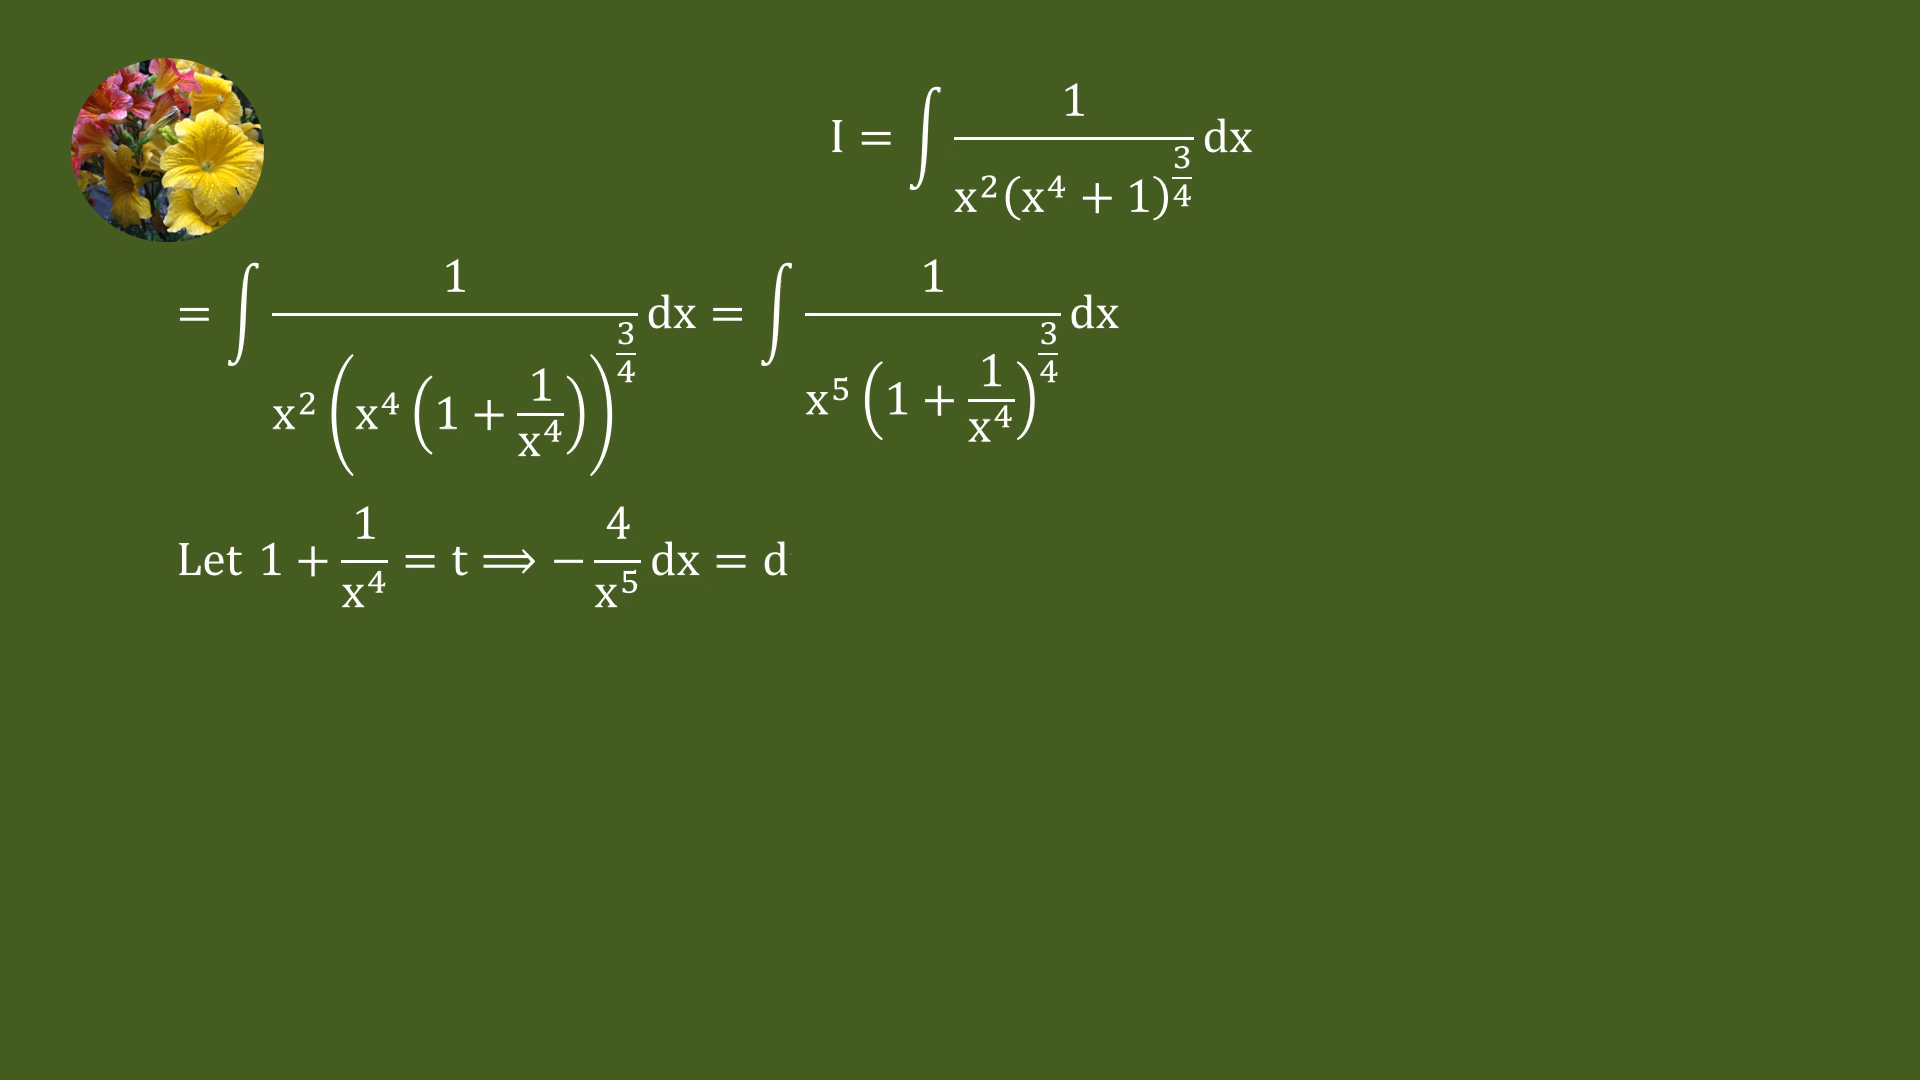 I = ∫ 1/(x²(x⁴ + 1)^(3/4)) dx
= ∫ 1/(x²(x⁴(1 + 1/x⁴))^(3/4)) dx = ∫ 1/(x⁵(1 + 1/x⁴)^(3/4)) dx
Let 1 + 1/x⁴ = t ⟹ − 4/x⁵ dx = d